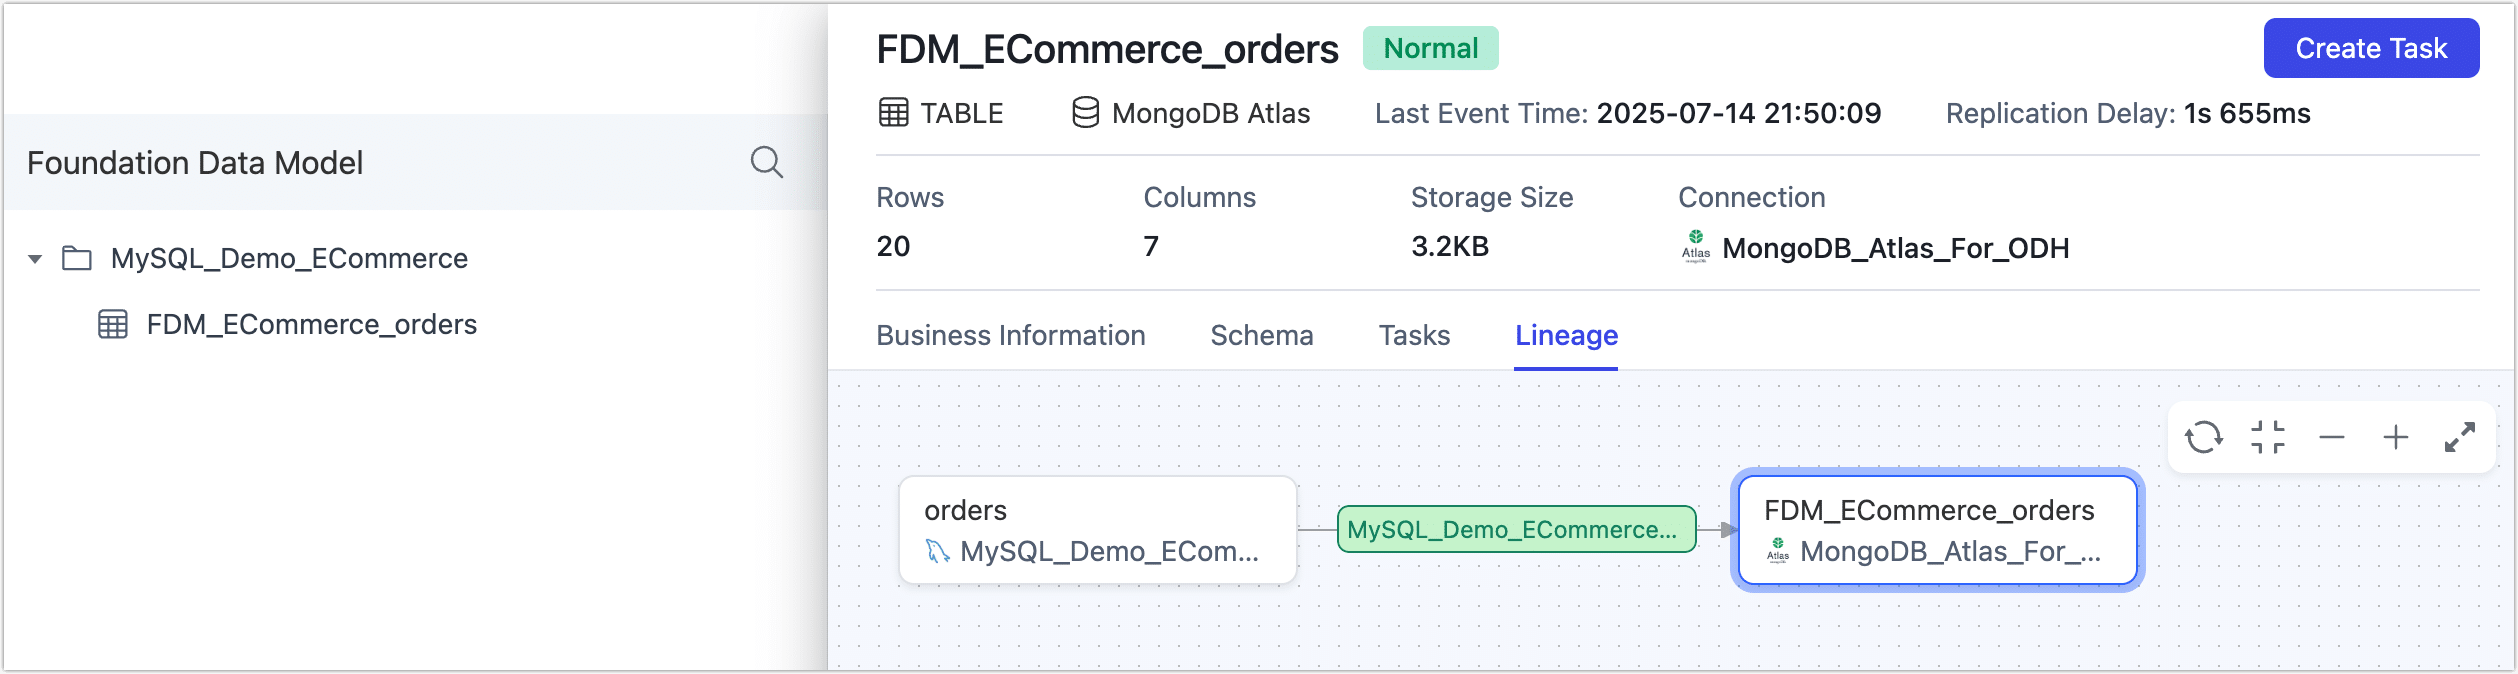 Foundation Data Model
MySQL_Demo_ECommerce
FDM_ECommerce_orders
FDM_ECommerce_orders Normal Create Task
TABLE MongoDB Atlas Last Event Time: 2025-07-14 21:50:09 Replication Delay: 1s 655ms
Rows Columns Storage Size Connection
20 7 3.2KB Atlas MongoDB_Atlas_For_ODH
Business Information Schema Tasks Lineage
orders
MySQL_Demo_ECom...
MySQL_Demo_ECommerce...
FDM_ECommerce_orders
Atlas MongoDB_Atlas_For_...